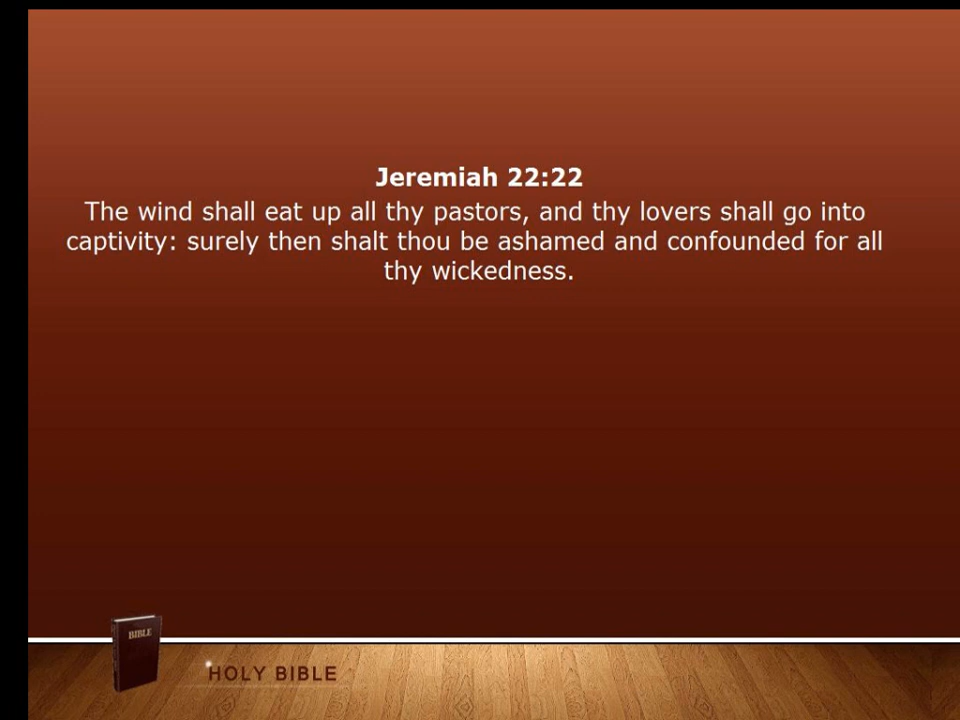 Jeremiah 22:22
The wind shall eat up all thy pastors, and thy lovers shall go into
captivity: surely then shalt thou be ashamed and confounded for all
thy wickedness.
BIBLE
HOLY BIBLE